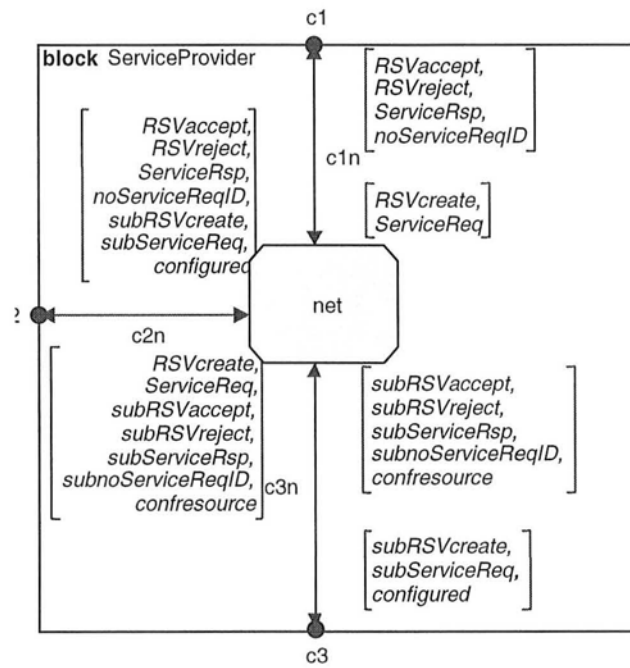 c1
block ServiceProvider
RSVaccept,
RSVreject,
ServiceRsp,
noServiceReqID
c1n
RSVaccept,
RSVreject,
ServiceRsp,
noServiceReqID,
subRSVcreate,
subServiceReq,
configured
RSVcreate,
ServiceReq
net
c2n
RSVcreate,
ServiceReq,
subRSVaccept,
subRSVreject,
subServiceRsp,
subnoServiceReqID,
confresource
c3n
subRSVaccept,
subRSVreject,
subServiceRsp,
subnoServiceReqID,
confresource
subRSVcreate,
subServiceReq,
configured
c3